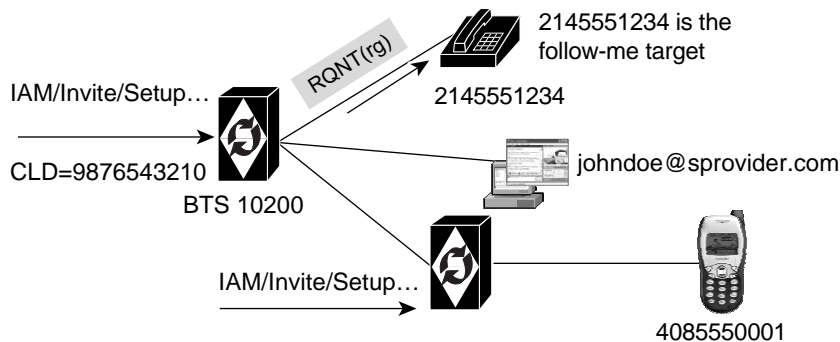 2145551234 is the
follow-me target
RQNT(rg)
2145551234
IAM/Invite/Setup…
CLD=9876543210
BTS 10200
johndoe@sprovider.com
IAM/Invite/Setup…
4085550001